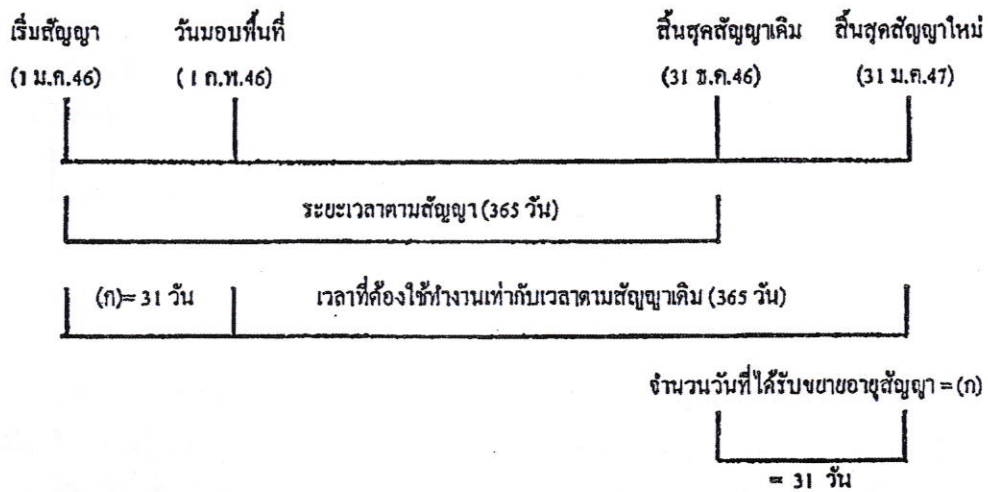 เริ่มสัญญา วันมอบพื้นที่ สิ้นสุดสัญญาเดิม สิ้นสุดสัญญาใหม่
(1 ม.ค.46) (1 ก.พ.46) (31 ธ.ค.46) (31 ม.ค.47)
ระยะเวลาตามสัญญา (365 วัน)
(ก)= 31 วัน เวลาที่ต้องใช้ทำงานเท่ากับเวลาตามสัญญาเดิม (365 วัน)
จำนวนวันที่ได้รับขยายอายุสัญญา = (ก)
= 31 วัน